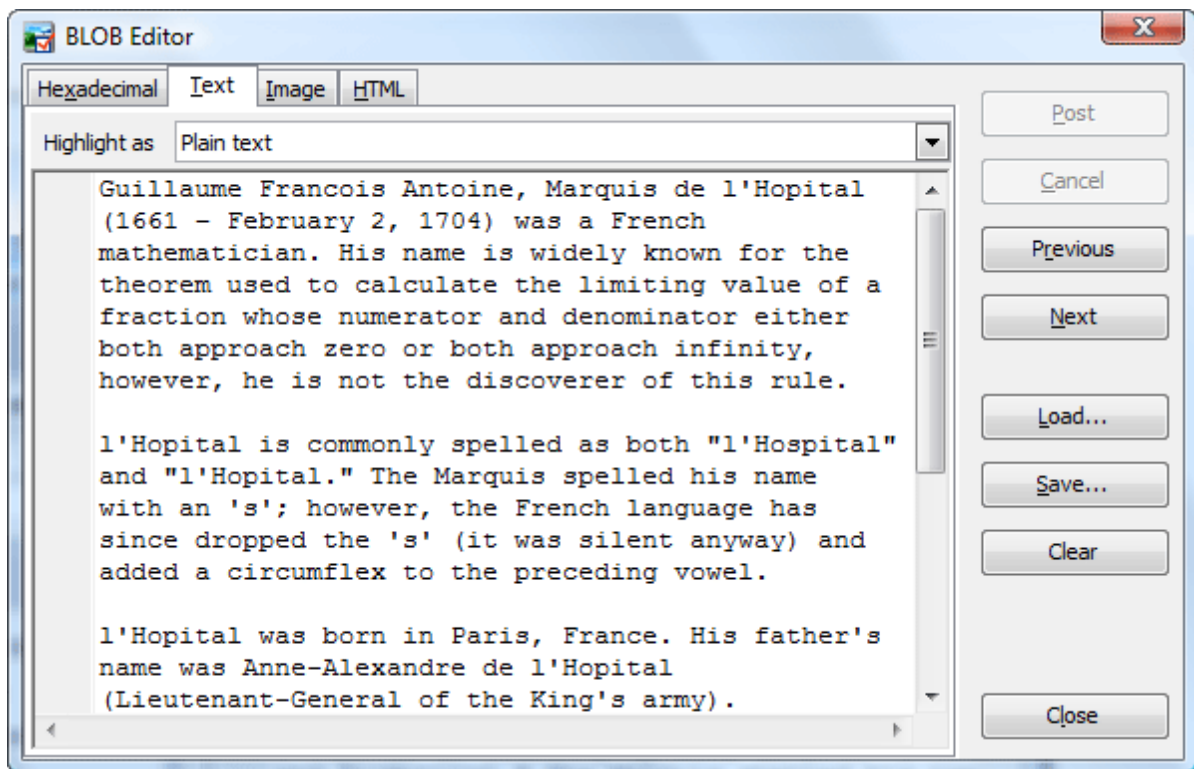 BLOB Editor
Hexadecimal Text Image HTML
Highlight as Plain text
Guillaume Francois Antoine, Marquis de l'Hopital
(1661 - February 2, 1704) was a French
mathematician. His name is widely known for the
theorem used to calculate the limiting value of a
fraction whose numerator and denominator either
both approach zero or both approach infinity,
however, he is not the discoverer of this rule.
l'Hopital is commonly spelled as both "l'Hospital"
and "l'Hopital." The Marquis spelled his name
with an 's'; however, the French language has
since dropped the 's' (it was silent anyway) and
added a circumflex to the preceding vowel.
l'Hopital was born in Paris, France. His father's
name was Anne-Alexandre de l'Hopital
(Lieutenant-General of the King's army).
Post
Cancel
Previous
Next
Load...
Save...
Clear
Close